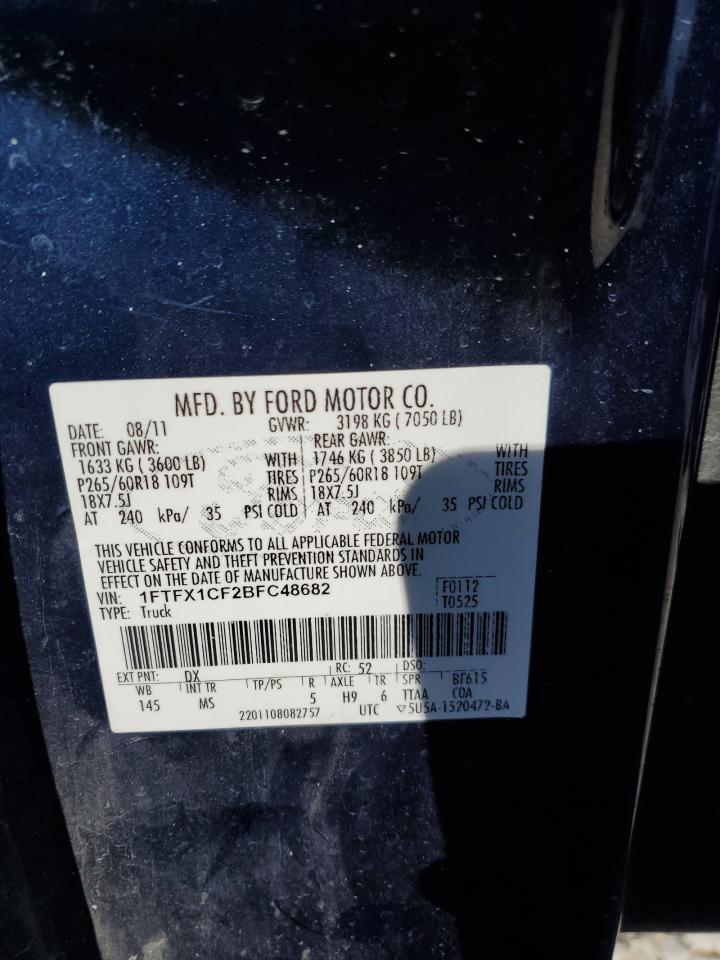 MFD. BY FORD MOTOR CO.
DATE: 08/11 GVWR: 3198 KG ( 7050 LB)
FRONT GAWR: REAR GAWR:
1633 KG ( 3600 LB) WITH 1746 KG ( 3850 LB) WITH
P265/60R18 109T TIRES P265/60R18 109T TIRES
18X7.5J RIMS 18X7.5J RIMS
AT 240 kPa/ 35 PSI COLD AT 240 kPa/ 35 PSI COLD
THIS VEHICLE CONFORMS TO ALL APPLICABLE FEDERAL MOTOR
VEHICLE SAFETY AND THEFT PREVENTION STANDARDS IN
EFFECT ON THE DATE OF MANUFACTURE SHOWN ABOVE.
VIN: 1FTFX1CF2BFC48682 F0112
TYPE: Truck T0525
EXT PNT: DX RC: 52 DSO:
WB INT TR TP/PS R AXLE TR SPR BF615
145 MS 5 H9 6 TTAA COA
2201108082757 UTC ▽5U5A-1520472-BA